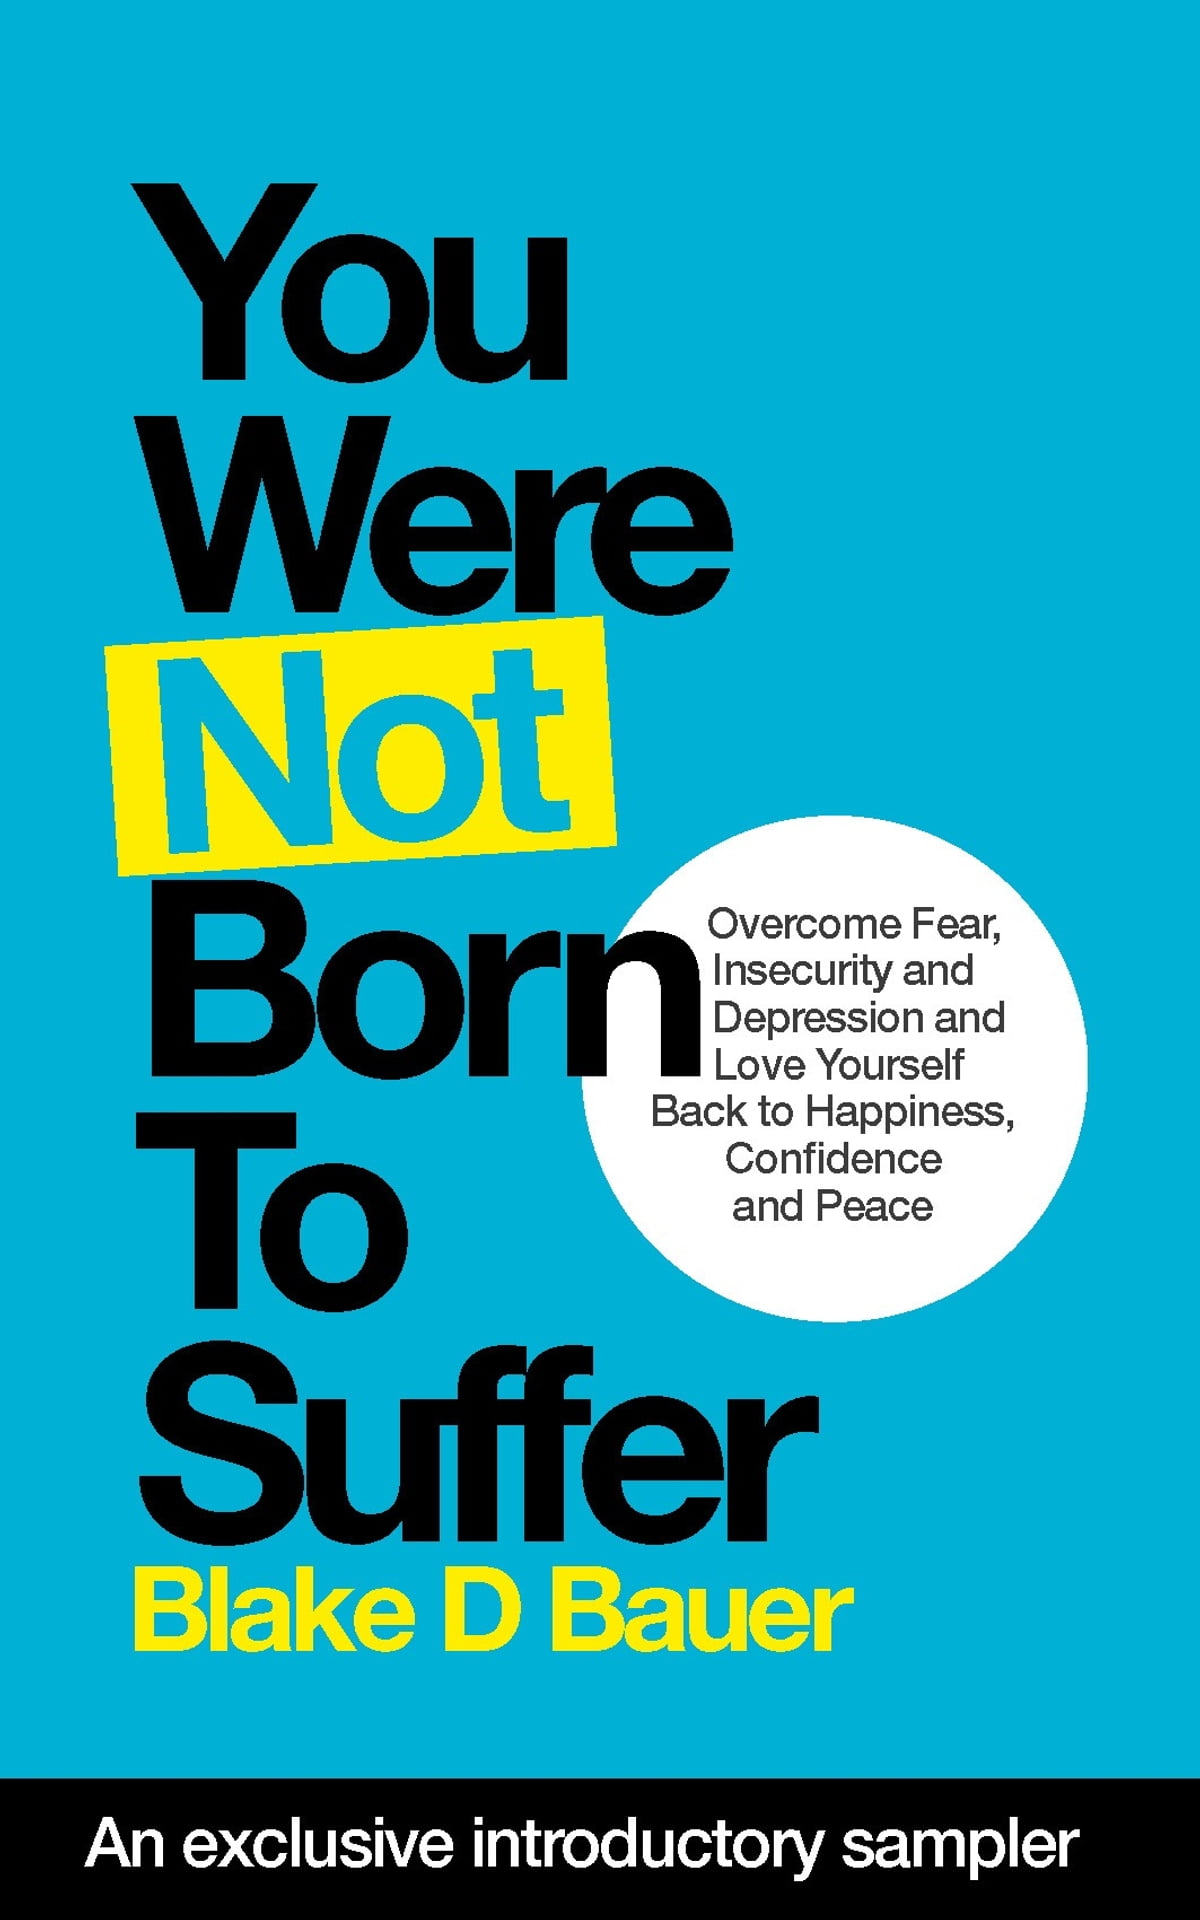 You
Were
Not
Born
To
Suffer
Overcome Fear,
Insecurity and
Depression and
Love Yourself
Back to Happiness,
Confidence
and Peace
Blake D Bauer
An exclusive introductory sampler